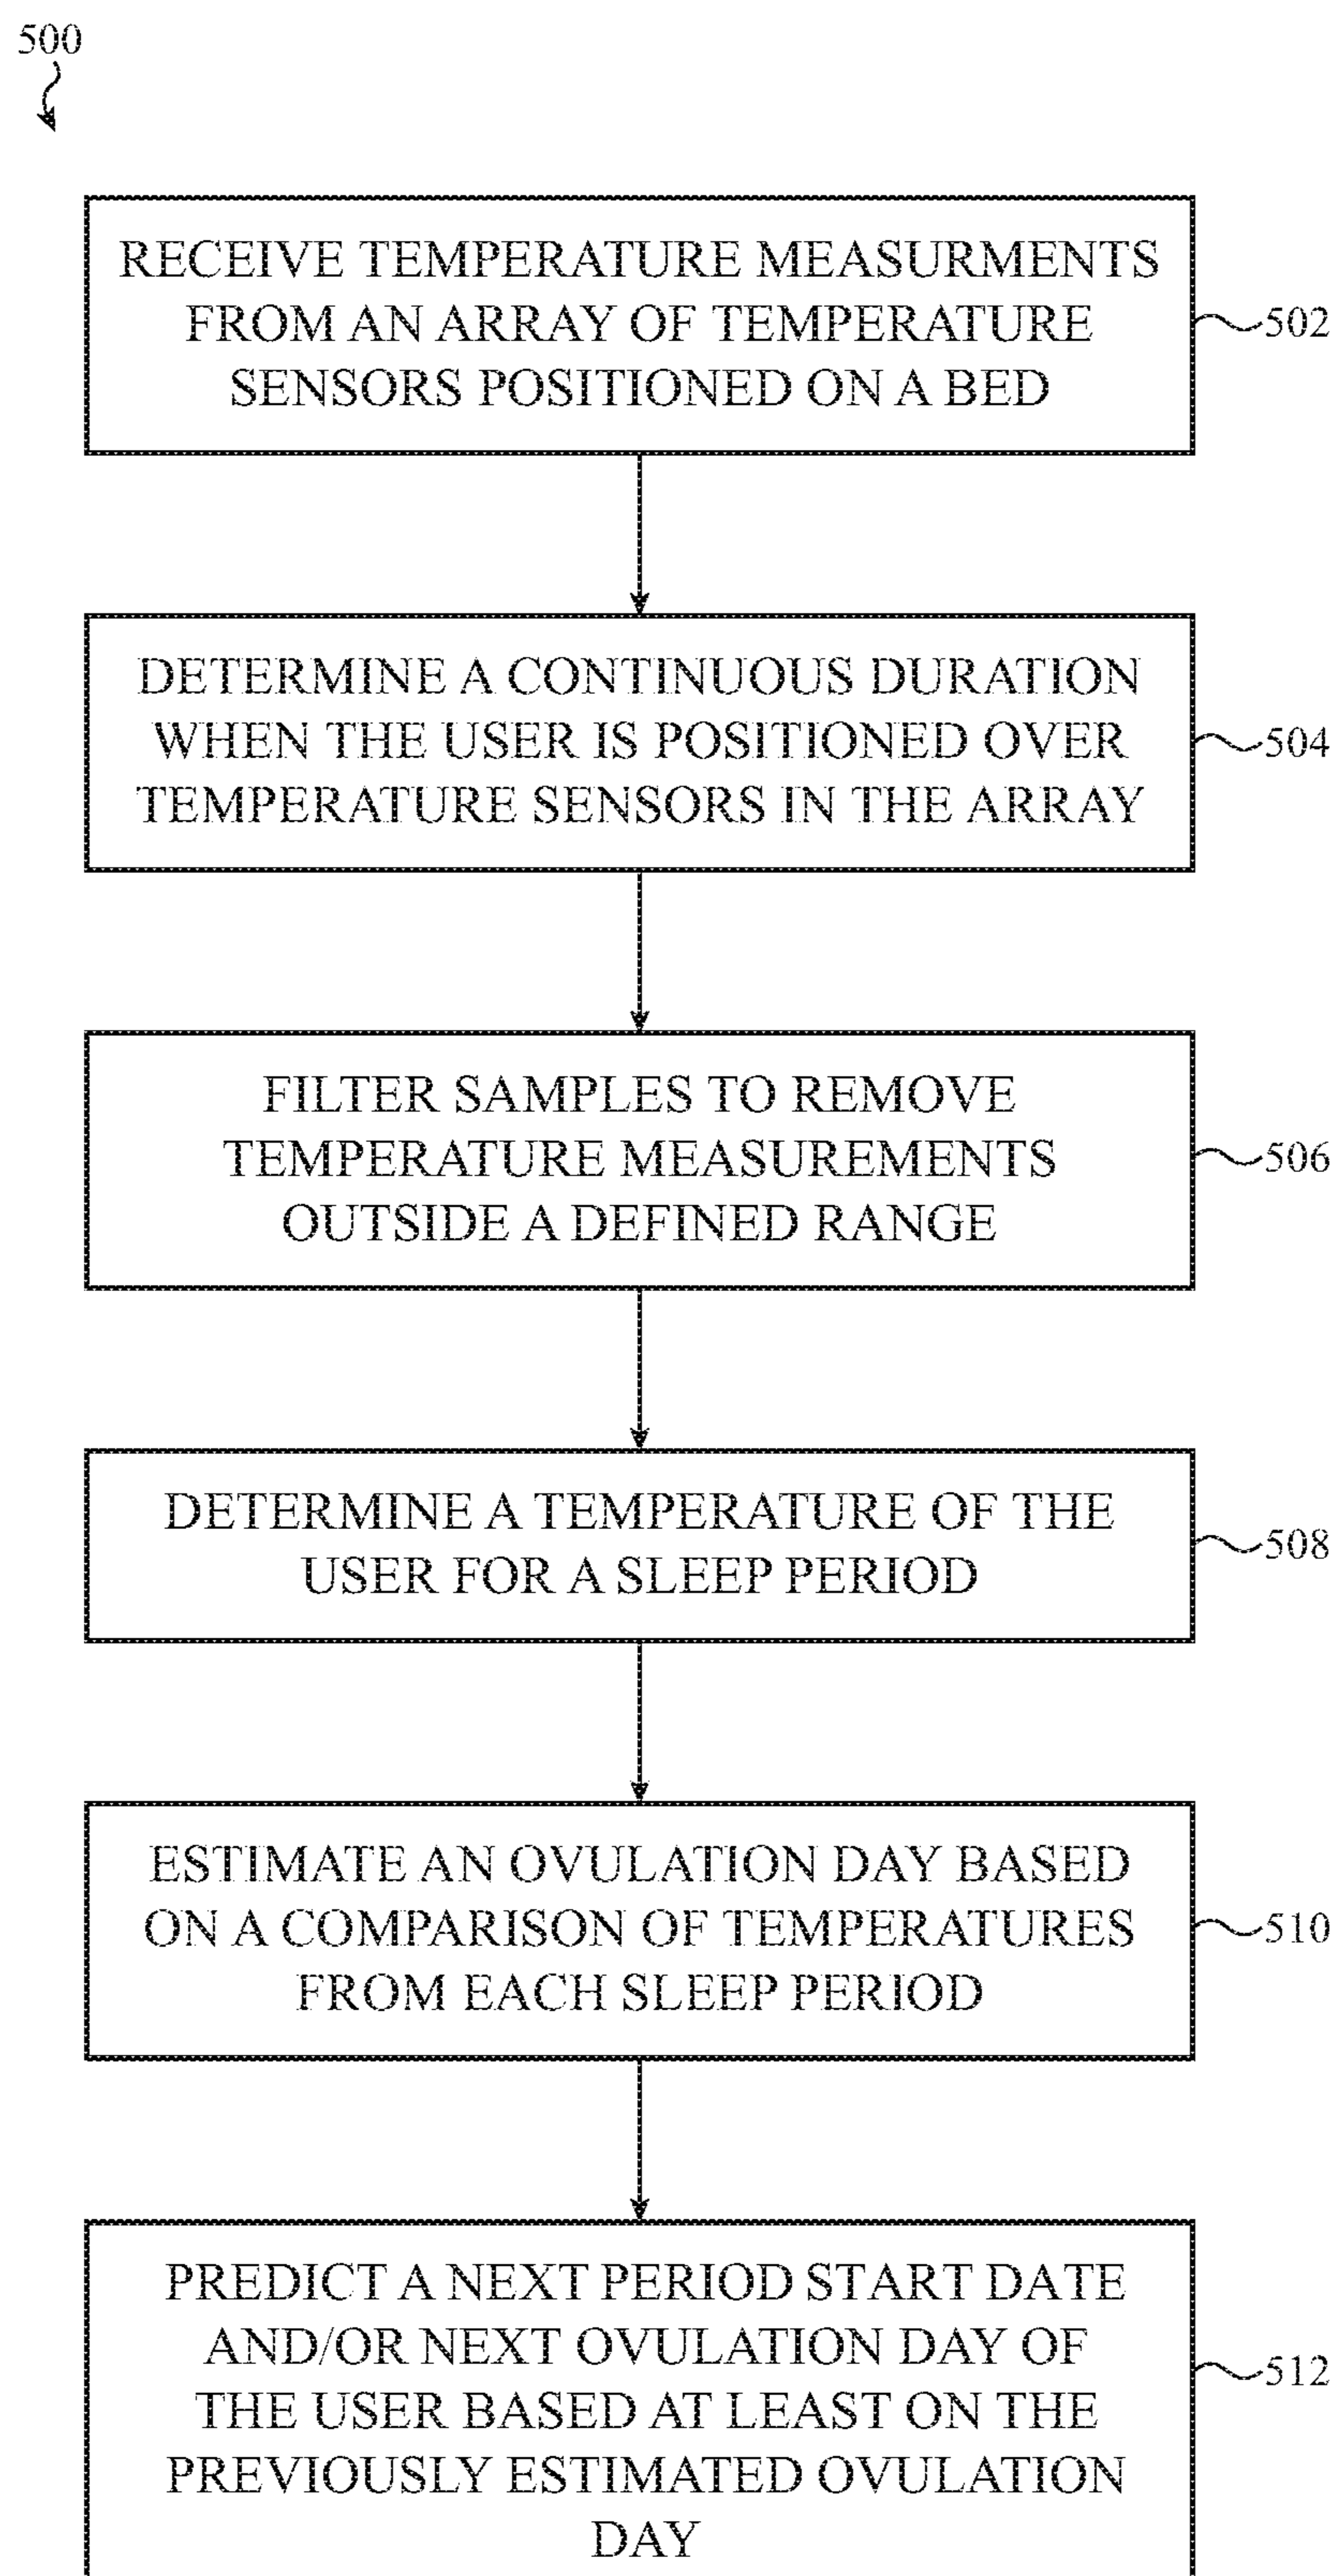 500
RECEIVE TEMPERATURE MEASURMENTS
FROM AN ARRAY OF TEMPERATURE
SENSORS POSITIONED ON A BED
502
DETERMINE A CONTINUOUS DURATION
WHEN THE USER IS POSITIONED OVER
TEMPERATURE SENSORS IN THE ARRAY
504
FILTER SAMPLES TO REMOVE
TEMPERATURE MEASUREMENTS
OUTSIDE A DEFINED RANGE
506
DETERMINE A TEMPERATURE OF THE
USER FOR A SLEEP PERIOD
508
ESTIMATE AN OVULATION DAY BASED
ON A COMPARISON OF TEMPERATURES
FROM EACH SLEEP PERIOD
510
PREDICT A NEXT PERIOD START DATE
AND/OR NEXT OVULATION DAY OF
THE USER BASED AT LEAST ON THE
PREVIOUSLY ESTIMATED OVULATION
DAY
512